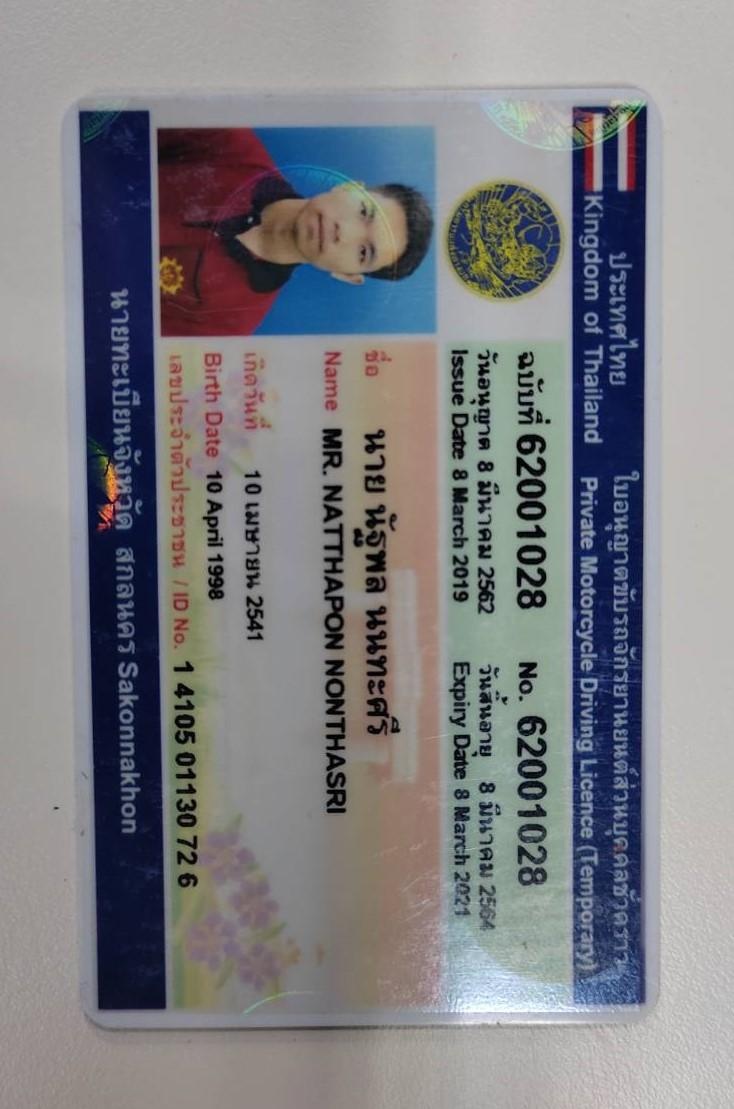 ประเทศไทย ใบอนุญาตขับรถจักรยานยนต์ส่วนบุคคลชั่วคราว
Kingdom of Thailand Private Motorcycle Driving Licence (Temporary)
ฉบับที่ 62001028 No. 62001028
วันอนุญาต 8 มีนาคม 2562 วันสิ้นอายุ 8 มีนาคม 2564
Issue Date 8 March 2019 Expiry Date 8 March 2021
ชื่อ นาย นัฐพล นนทะศรี
Name MR. NATTHAPON NONTHASRI
เกิดวันที่ 10 เมษายน 2541
Birth Date 10 April 1998
เลขประจำตัวประชาชน / ID No. 1 4105 01130 72 6
นายทะเบียนจังหวัด สกลนคร Sakonnakhon